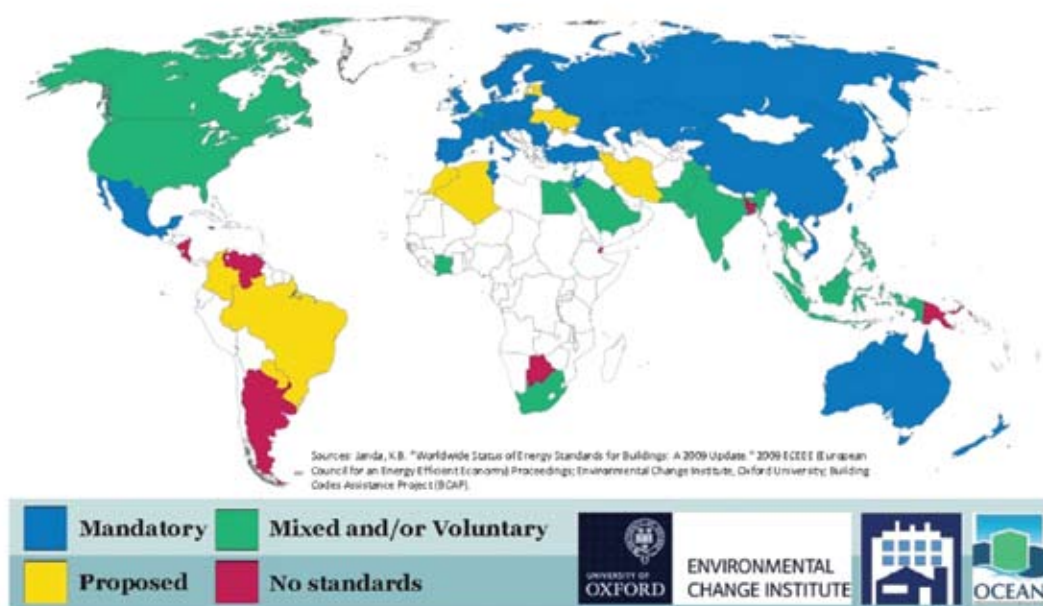 Sources: Janda, K.B. "Worldwide Status of Energy Standards for Buildings: A 2009 Update." 2009 ECEEE (European
Council for an Energy Efficient Economy) Proceedings; Environmental Change Institute, Oxford University; Building
Codes Assistance Project (BCAP).
Mandatory
Mixed and/or Voluntary
Proposed
No standards
UNIVERSITY OF
OXFORD
ENVIRONMENTAL
CHANGE INSTITUTE
OCEAN